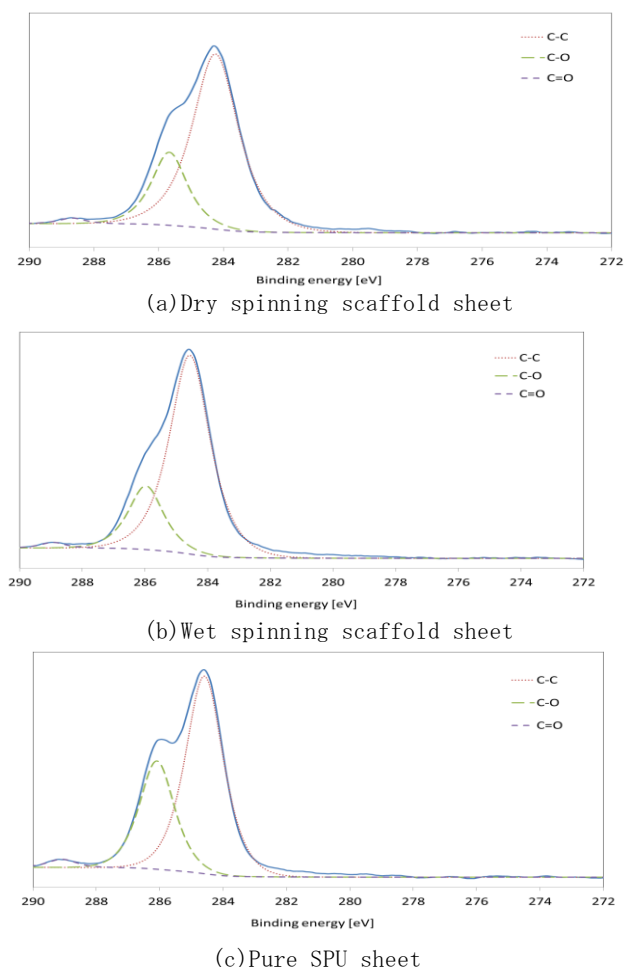 C-C
C-O
C=O
290 288 286 284 282 280 278 276 274 272
Binding energy [eV]
(a)Dry spinning scaffold sheet
C-C
C-O
C=O
290 288 286 284 282 280 278 276 274 272
Binding energy [eV]
(b)Wet spinning scaffold sheet
C-C
C-O
C=O
290 288 286 284 282 280 278 276 274 272
Binding energy [eV]
(c)Pure SPU sheet